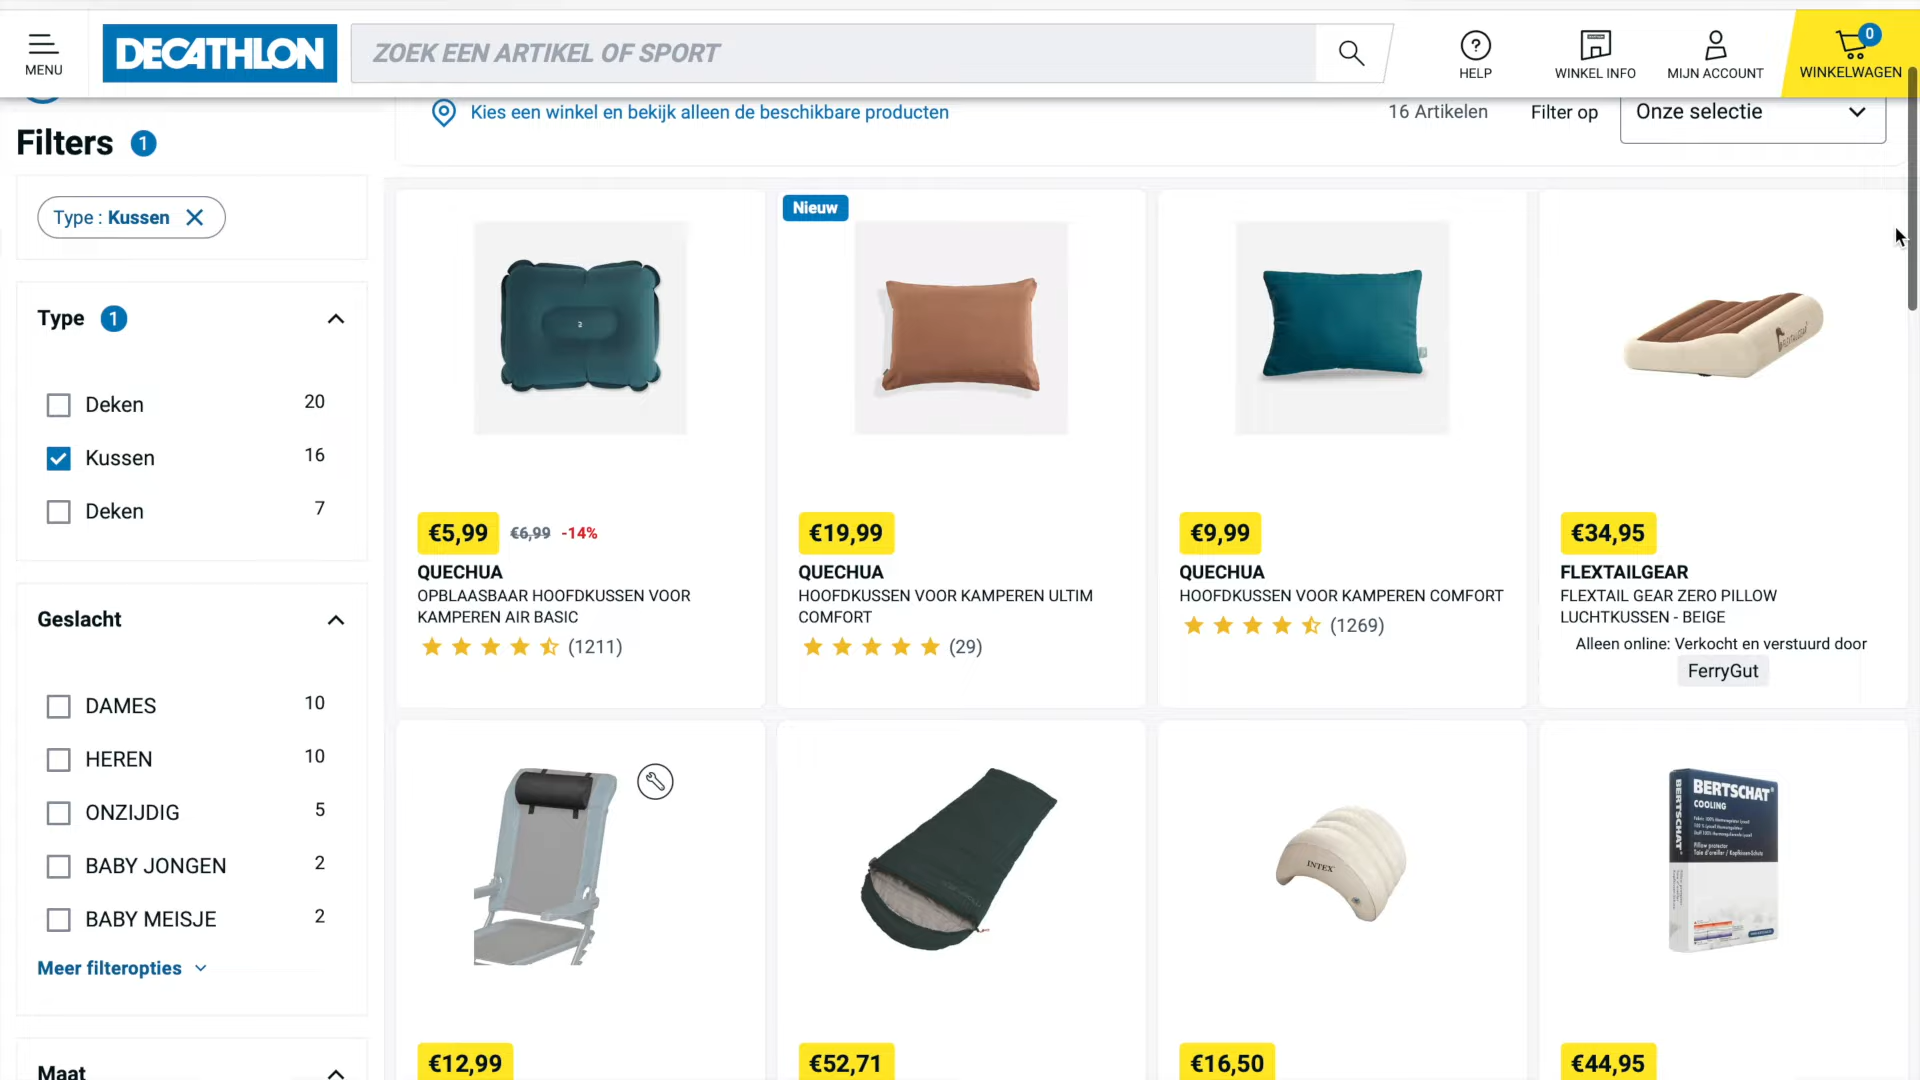 MENU
DECATHLON
ZOEK EEN ARTIKEL OF SPORT
HELP
WINKEL INFO
MIJN ACCOUNT
0
WINKELWAGEN
Kies een winkel en bekijk alleen de beschikbare producten
16 Artikelen
Filter op
Onze selectie
Filters 1
Type : Kussen
Type 1
Deken 20
Kussen 16
Deken 7
Geslacht
DAMES 10
HEREN 10
ONZIJDIG 5
BABY JONGEN 2
BABY MEISJE 2
Meer filteropties
Maat
2
€5,99 €6,99 -14%
QUECHUA
OPBLAASBAAR HOOFDKUSSEN VOOR
KAMPEREN AIR BASIC
(1211)
Nieuw
€19,99
QUECHUA
HOOFDKUSSEN VOOR KAMPEREN ULTIM
COMFORT
(29)
€9,99
QUECHUA
HOOFDKUSSEN VOOR KAMPEREN COMFORT
(1269)
€34,95
FLEXTAILGEAR
FLEXTAIL GEAR ZERO PILLOW
LUCHTKUSSEN - BEIGE
Alleen online: Verkocht en verstuurd door
FerryGut
€12,99
€52,71
INTEX
€16,50
BERTSCHAT
BERTSCHAT
COOLING
€44,95